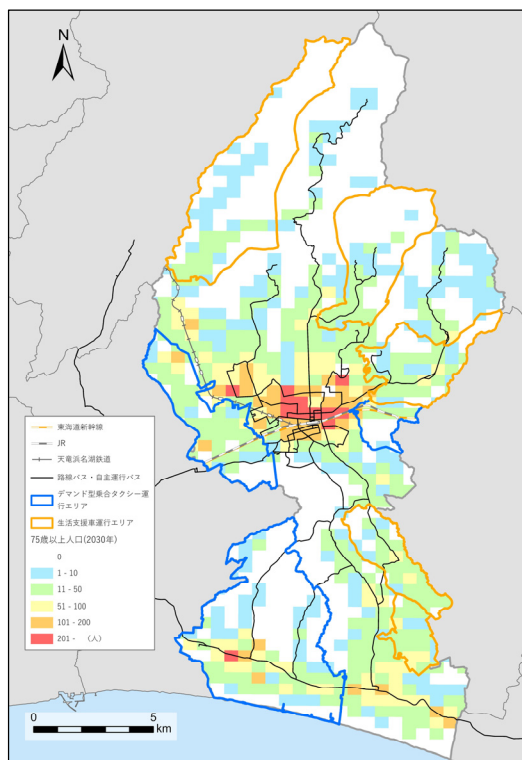 N
東海道新幹線
JR
天竜浜名湖鉄道
路線バス・自主運行バス
デマンド型乗合タクシー運
行エリア
生活支援車運行エリア
75歳以上人口(2030年)
0
1 - 10
11 - 50
51 - 100
101 - 200
201 - （人）
0 5
km